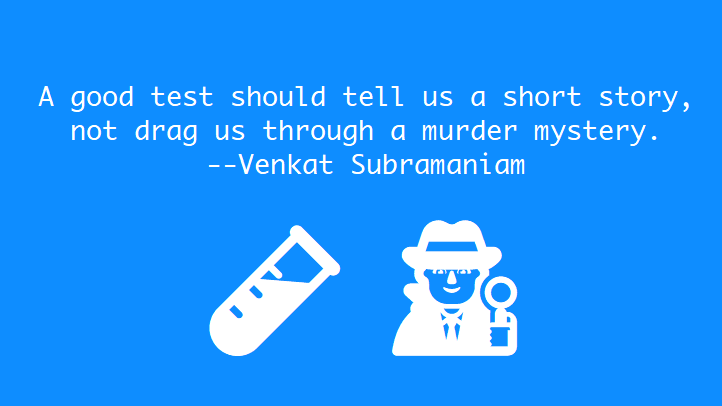 A good test should tell us a short story,
not drag us through a murder mystery.
--Venkat Subramaniam